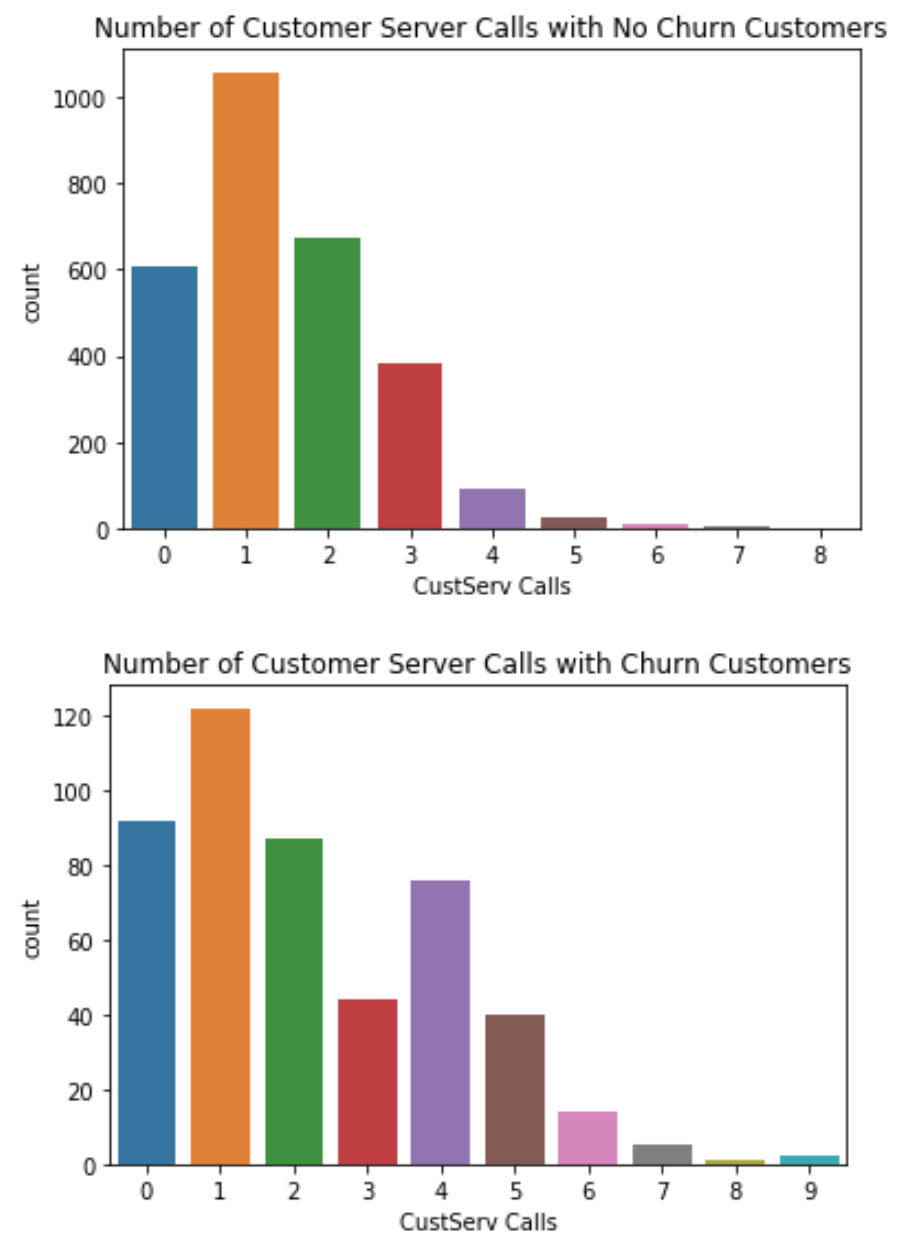 Number of Customer Server Calls with No Churn Customers
1000
800
600
400
200
0
count
0 1 2 3 4 5 6 7 8
CustServ Calls
Number of Customer Server Calls with Churn Customers
120
100
80
60
40
20
0
count
0 1 2 3 4 5 6 7 8 9
CustServ Calls